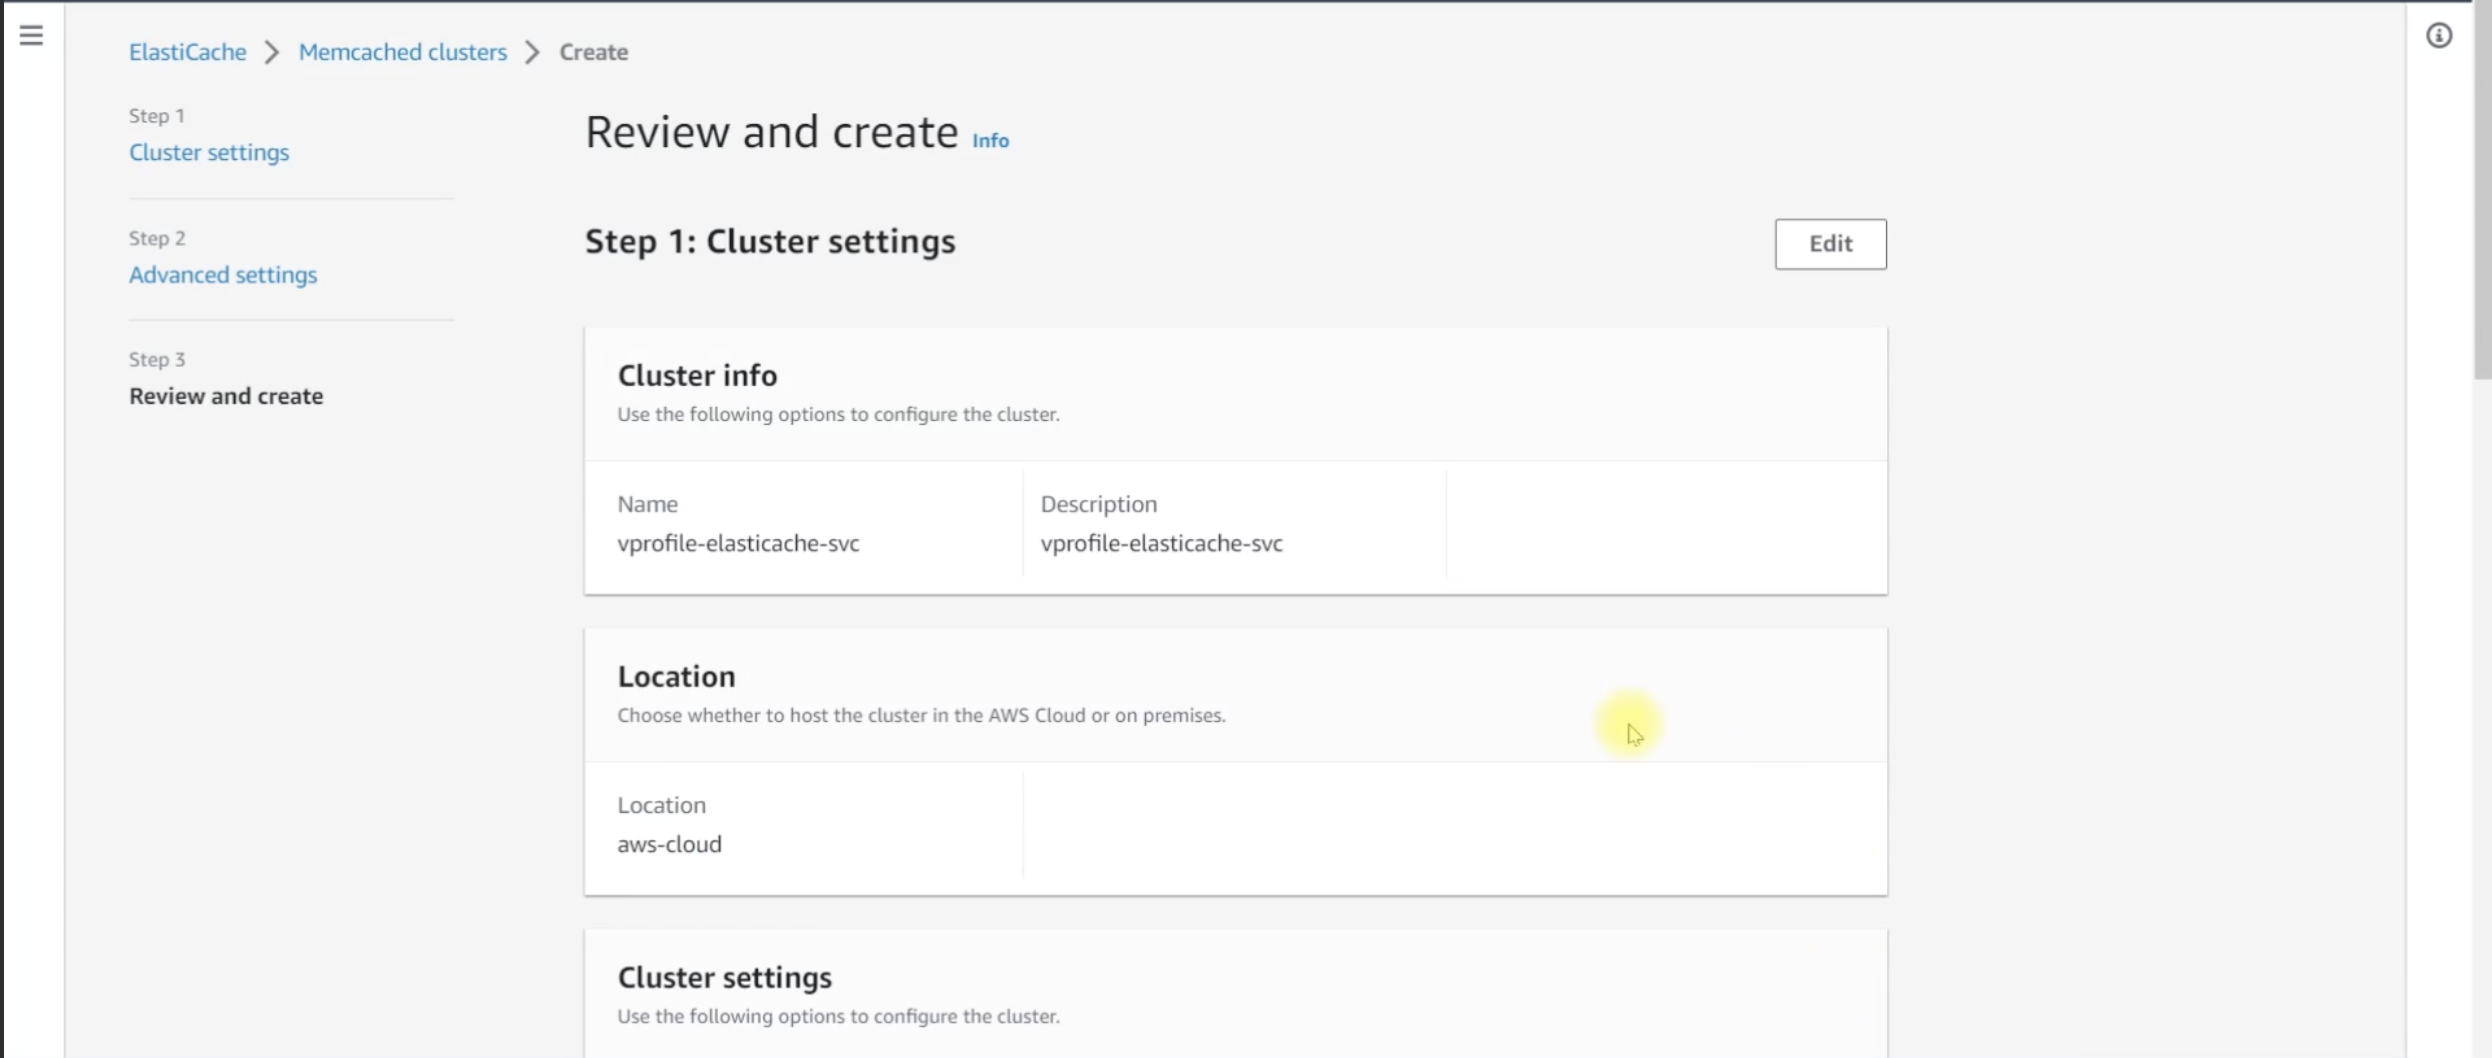 ElastiCache > Memcached clusters > Create
Step 1
Cluster settings
Step 2
Advanced settings
Step 3
Review and create
Review and create Info
Step 1: Cluster settings
Edit
Cluster info
Use the following options to configure the cluster.
Name
vprofile-elasticache-svc
Description
vprofile-elasticache-svc
Location
Choose whether to host the cluster in the AWS Cloud or on premises.
Location
aws-cloud
Cluster settings
Use the following options to configure the cluster.